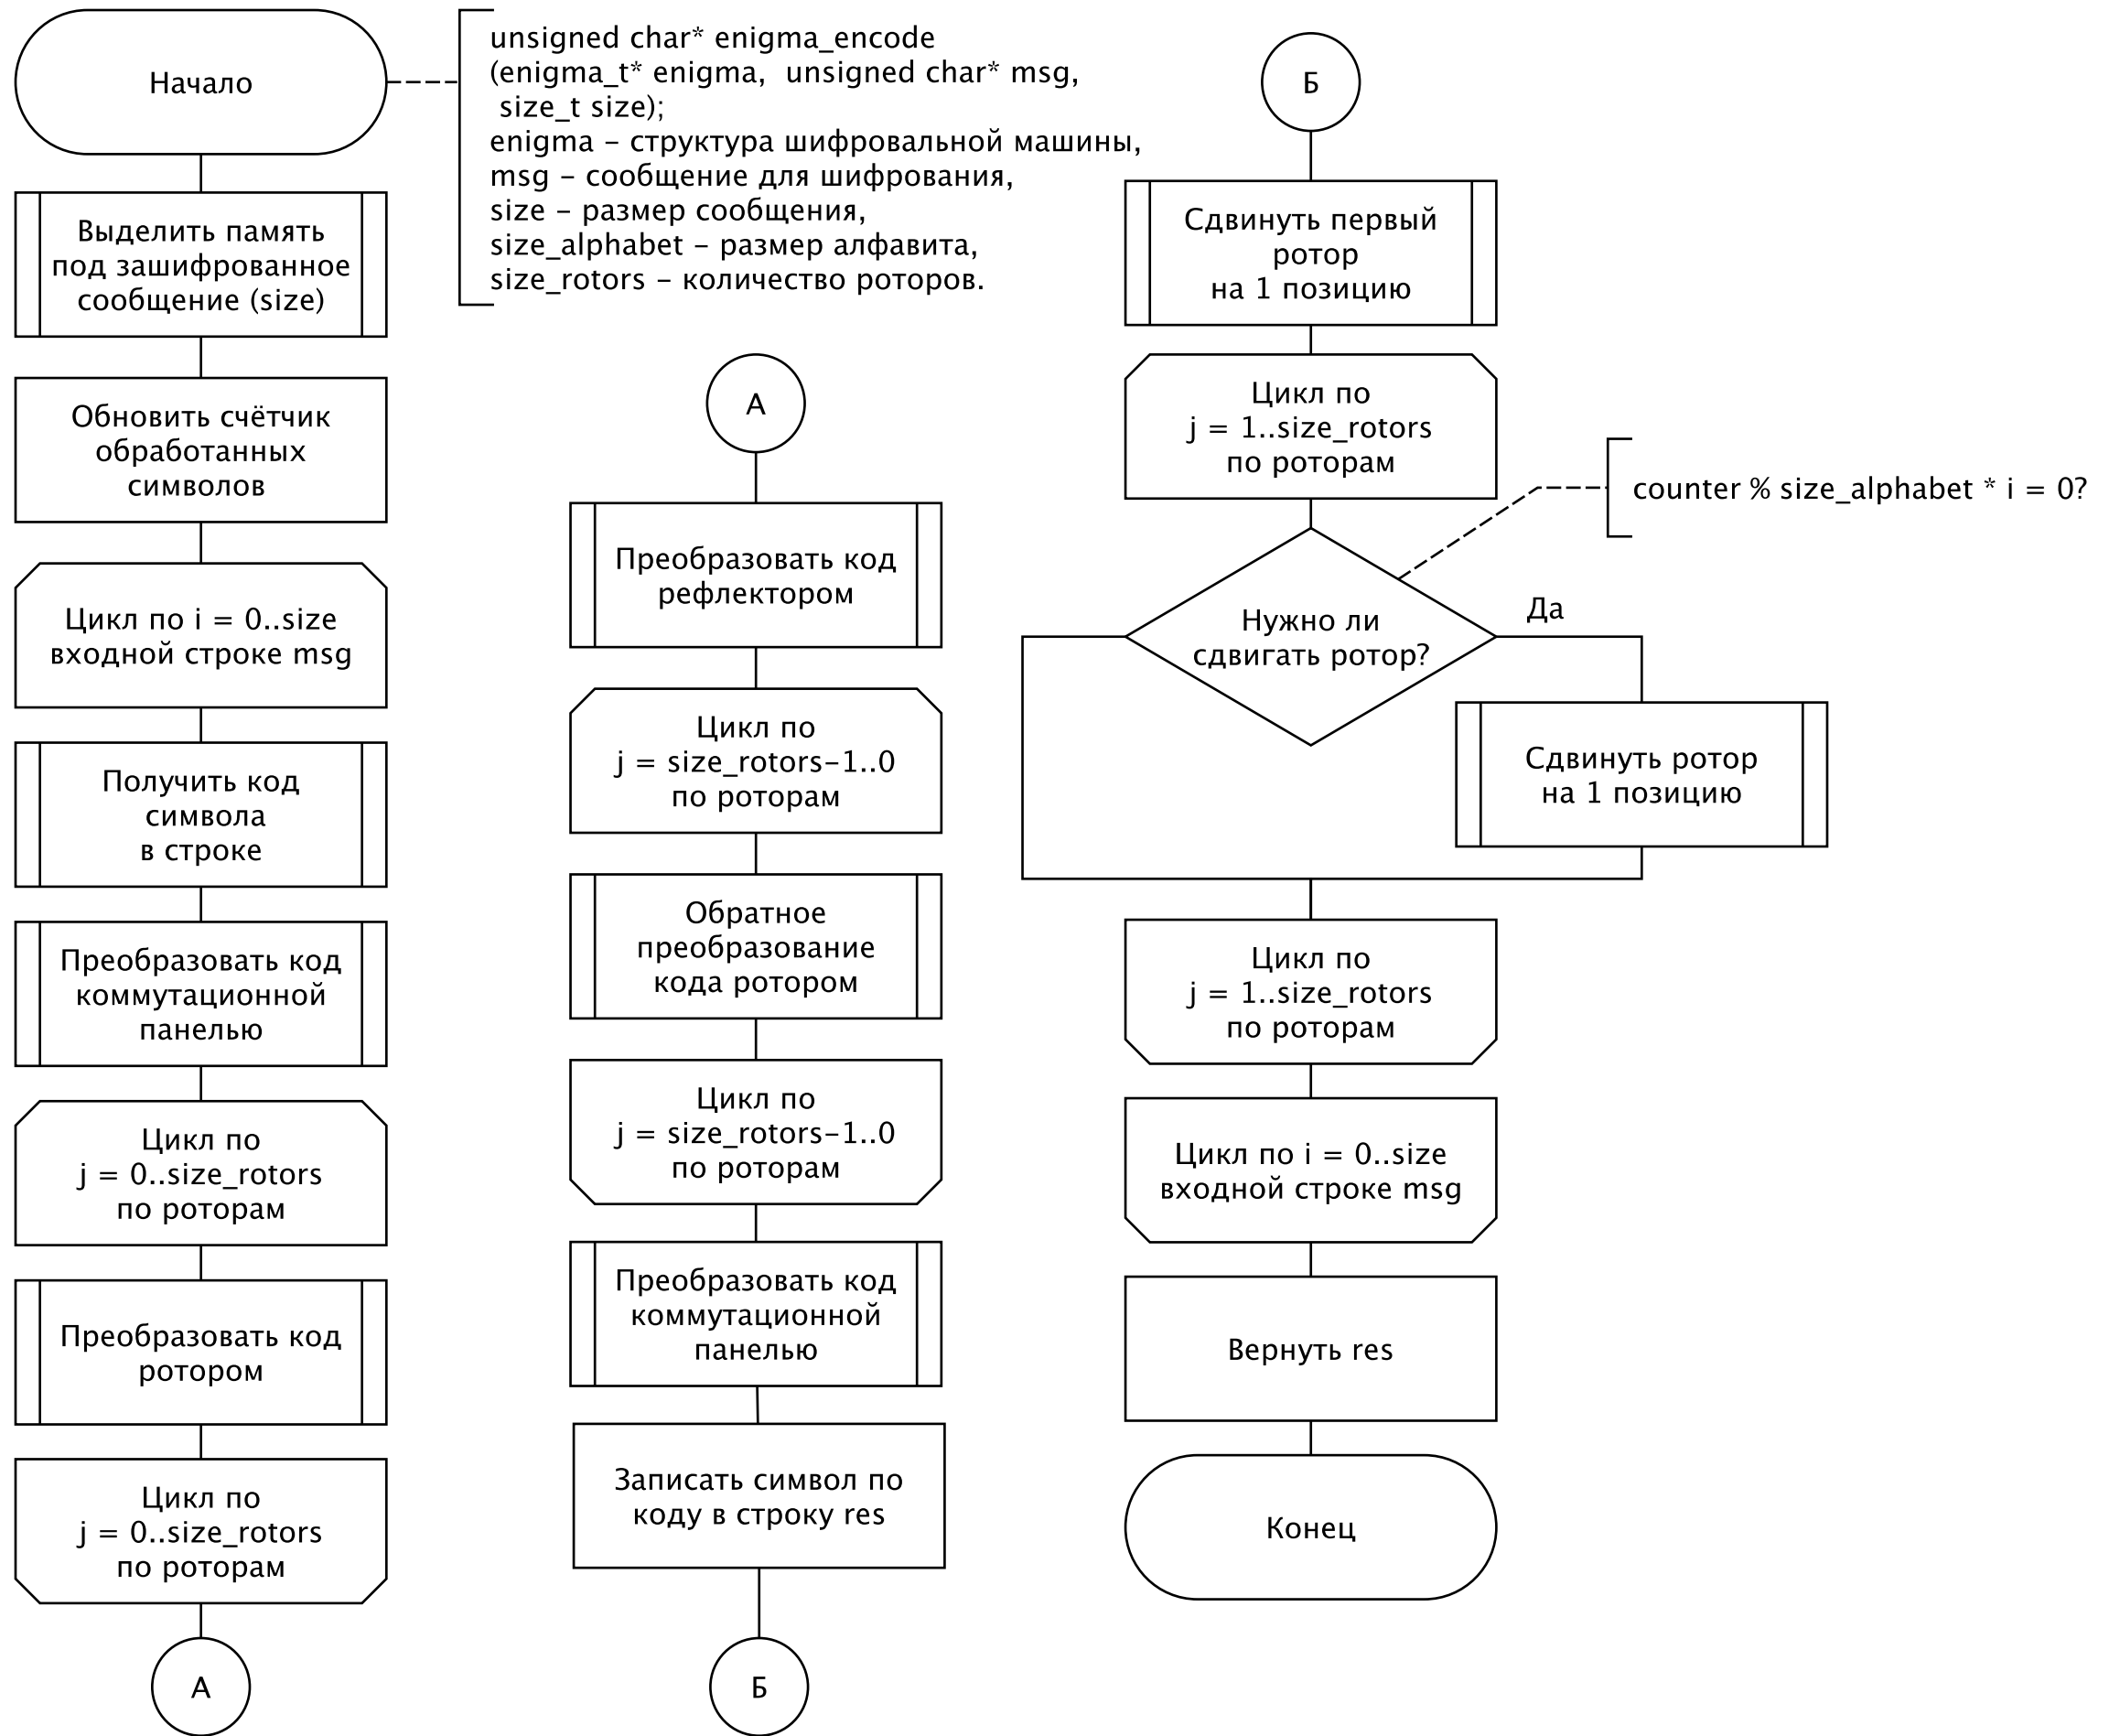 Начало
unsigned char* enigma_encode
(enigma_t* enigma, unsigned char* msg,
size_t size);
enigma – структура шифровальной машины,
msg – сообщение для шифрования,
size – размер сообщения,
size_alphabet – размер алфавита,
size_rotors – количество роторов.
Выделить память
под зашифрованное
сообщение (size)
Обновить счётчик
обработанных
символов
Цикл по i = 0..size
входной строке msg
Получить код
символа
в строке
Преобразовать код
коммутационной
панелью
Цикл по
j = 0..size_rotors
по роторам
Преобразовать код
ротором
Цикл по
j = 0..size_rotors
по роторам
А
А
Преобразовать код
рефлектором
Цикл по
j = size_rotors–1..0
по роторам
Обратное
преобразование
кода ротором
Цикл по
j = size_rotors–1..0
по роторам
Преобразовать код
коммутационной
панелью
Записать символ по
коду в строку res
Б
Б
Сдвинуть первый
ротор
на 1 позицию
Цикл по
j = 1..size_rotors
по роторам
counter % size_alphabet * i = 0?
Нужно ли
сдвигать ротор?
Да
Сдвинуть ротор
на 1 позицию
Цикл по
j = 1..size_rotors
по роторам
Цикл по i = 0..size
входной строке msg
Вернуть res
Конец